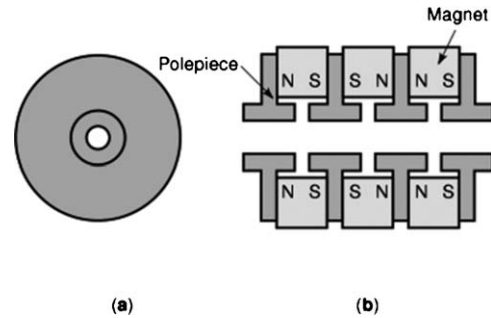 Magnet
Polepiece
N S S N N S
N S S N N S
(a) (b)